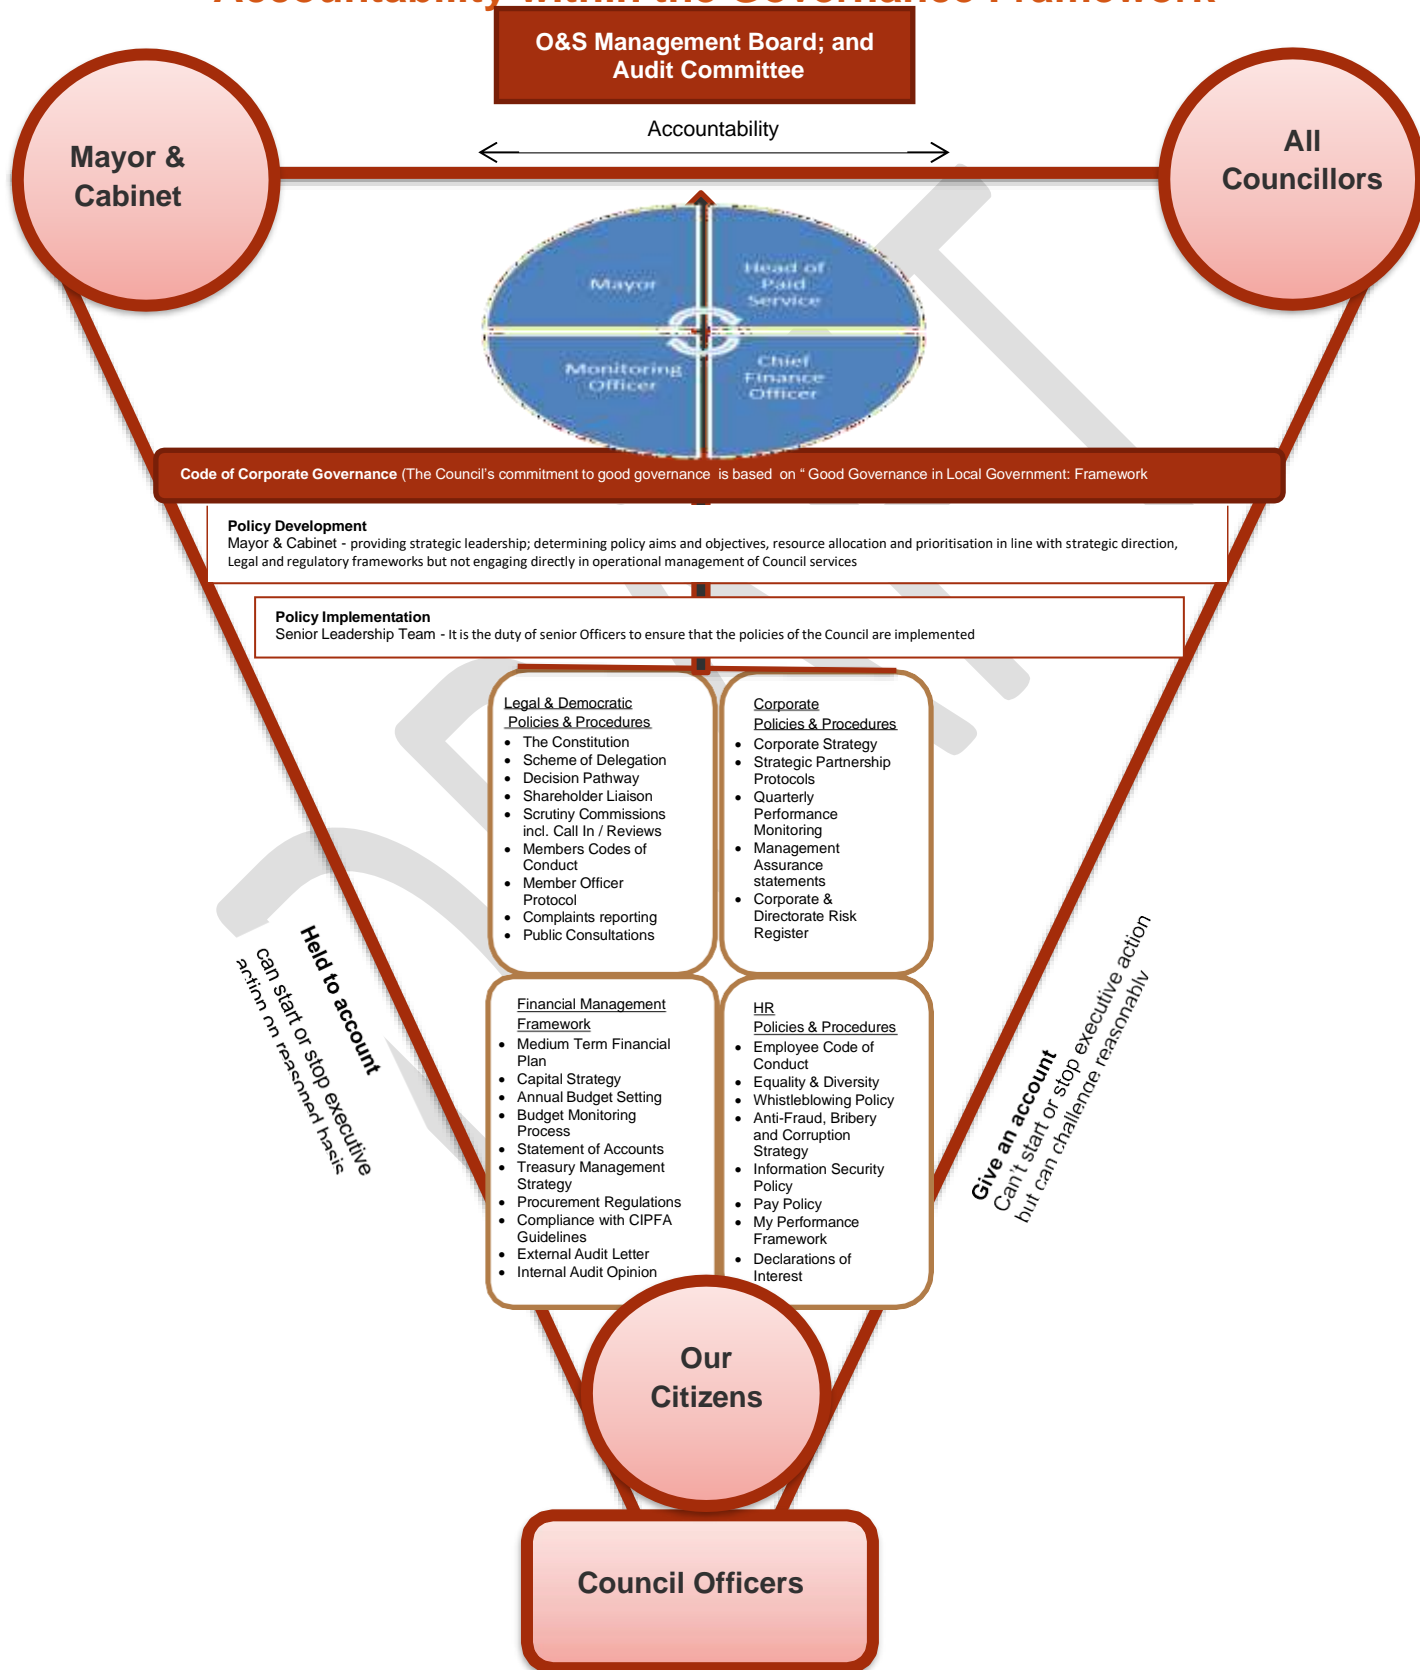 Accountability within the Governance Framework
O&S Management Board; and
Audit Committee
Accountability
Mayor &
Cabinet
All
Councillors
Mayor
Head of
Paid
Service
Monitoring
Officer
Chief
Finance
Officer
Code of Corporate Governance (The Council's commitment to good governance is based on “ Good Governance in Local Government: Framework
Policy Development
Mayor & Cabinet - providing strategic leadership; determining policy aims and objectives, resource allocation and prioritisation in line with strategic direction,
Legal and regulatory frameworks but not engaging directly in operational management of Council services
Policy Implementation
Senior Leadership Team - It is the duty of senior Officers to ensure that the policies of the Council are implemented
Legal & Democratic
Policies & Procedures
• The Constitution
• Scheme of Delegation
• Decision Pathway
• Shareholder Liaison
• Scrutiny Commissions
incl. Call In / Reviews
• Members Codes of
Conduct
• Member Officer
Protocol
• Complaints reporting
• Public Consultations
Corporate
Policies & Procedures
• Corporate Strategy
• Strategic Partnership
Protocols
• Quarterly
Performance
Monitoring
• Management
Assurance
statements
• Corporate &
Directorate Risk
Register
Held to account
can start or stop executive
action on reasoned basis
Financial Management
Framework
• Medium Term Financial
Plan
• Capital Strategy
• Annual Budget Setting
• Budget Monitoring
Process
• Statement of Accounts
• Treasury Management
Strategy
• Procurement Regulations
• Compliance with CIPFA
Guidelines
• External Audit Letter
• Internal Audit Opinion
HR
Policies & Procedures
• Employee Code of
Conduct
• Equality & Diversity
• Whistleblowing Policy
• Anti-Fraud, Bribery
and Corruption
Strategy
• Information Security
Policy
• Pay Policy
• My Performance
Framework
• Declarations of
Interest
Give an account
Can't start or stop executive action
but can challenge reasonably
Our
Citizens
Council Officers